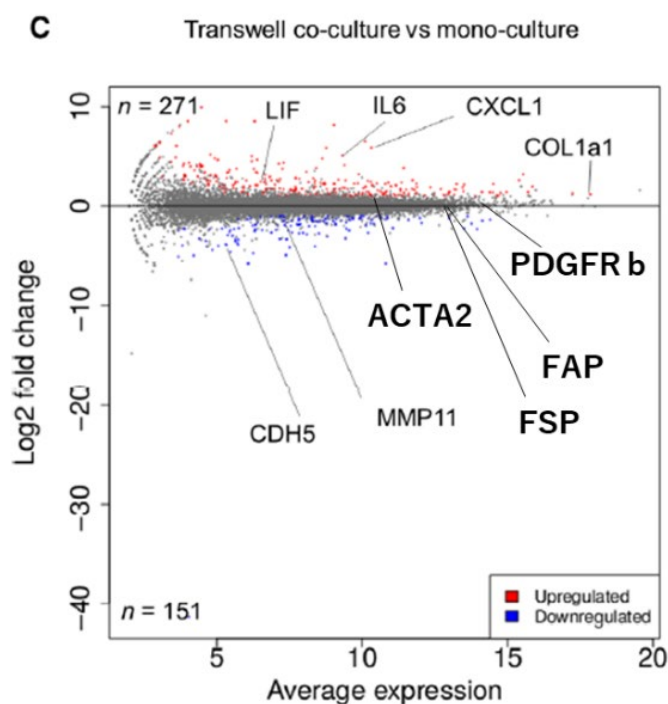 C
Transwell co-culture vs mono-culture
n = 271
LIF
IL6
CXCL1
COL1a1
PDGFR b
ACTA2
FAP
FSP
MMP11
CDH5
n = 151
Upregulated
Downregulated
10
0
−10
−20
−30
−40
Log2 fold change
5
10
15
20
Average expression